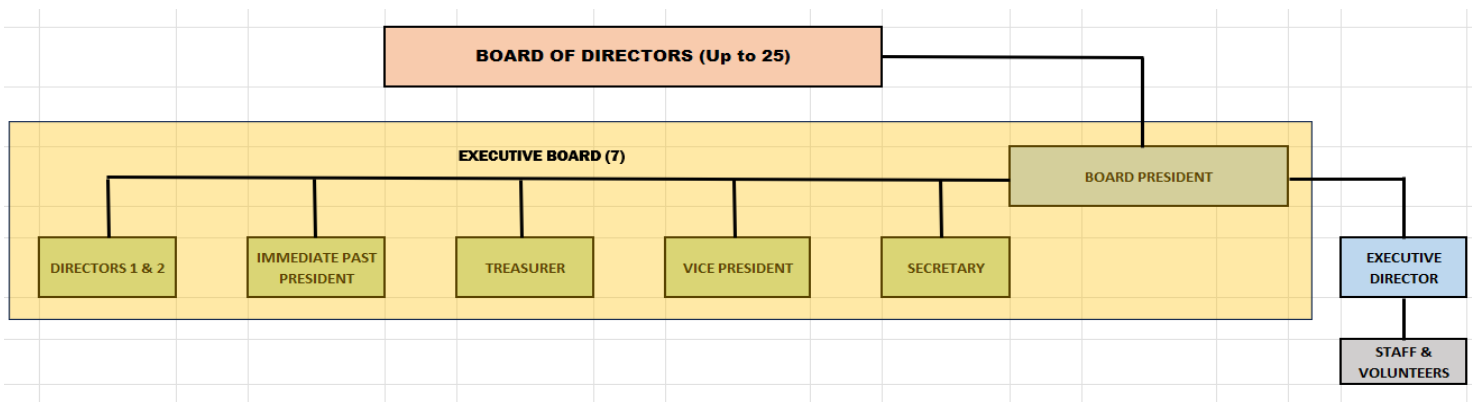 BOARD OF DIRECTORS (Up to 25)
EXECUTIVE BOARD (7)
BOARD PRESIDENT
DIRECTORS 1 & 2
IMMEDIATE PAST
PRESIDENT
TREASURER
VICE PRESIDENT
SECRETARY
EXECUTIVE
DIRECTOR
STAFF &
VOLUNTEERS